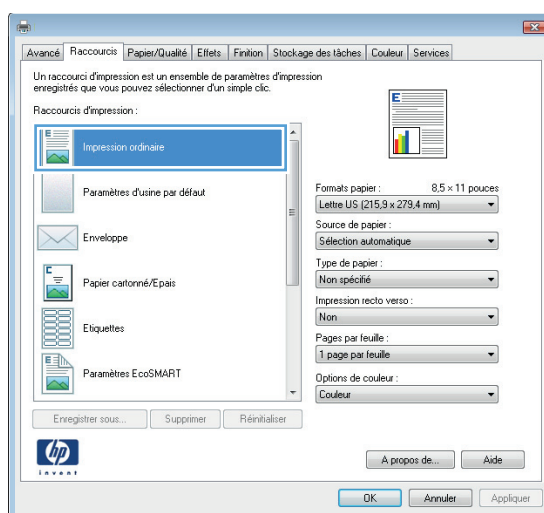 Avancé Raccourcis Papier/Qualité Effets Finition Stockage des tâches Couleur Services
Un raccourci d'impression est un ensemble de paramètres d'impression
enregistrés que vous pouvez sélectionner d'un simple clic.
Raccourcis d'impression :
Impression ordinaire
Paramètres d'usine par défaut
Enveloppe
Papier cartonné/Epais
Etiquettes
Paramètres EcoSMART
Enregistrer sous... Supprimer Réinitialiser
E
Formats papier : 8,5 × 11 pouces
Lettre US (215,9 x 279,4 mm)
Source de papier :
Sélection automatique
Type de papier :
Non spécifié
Impression recto verso :
Non
Pages par feuille :
1 page par feuille
Options de couleur :
Couleur
hp
invent
A propos de... Aide
OK Annuler Appliquer